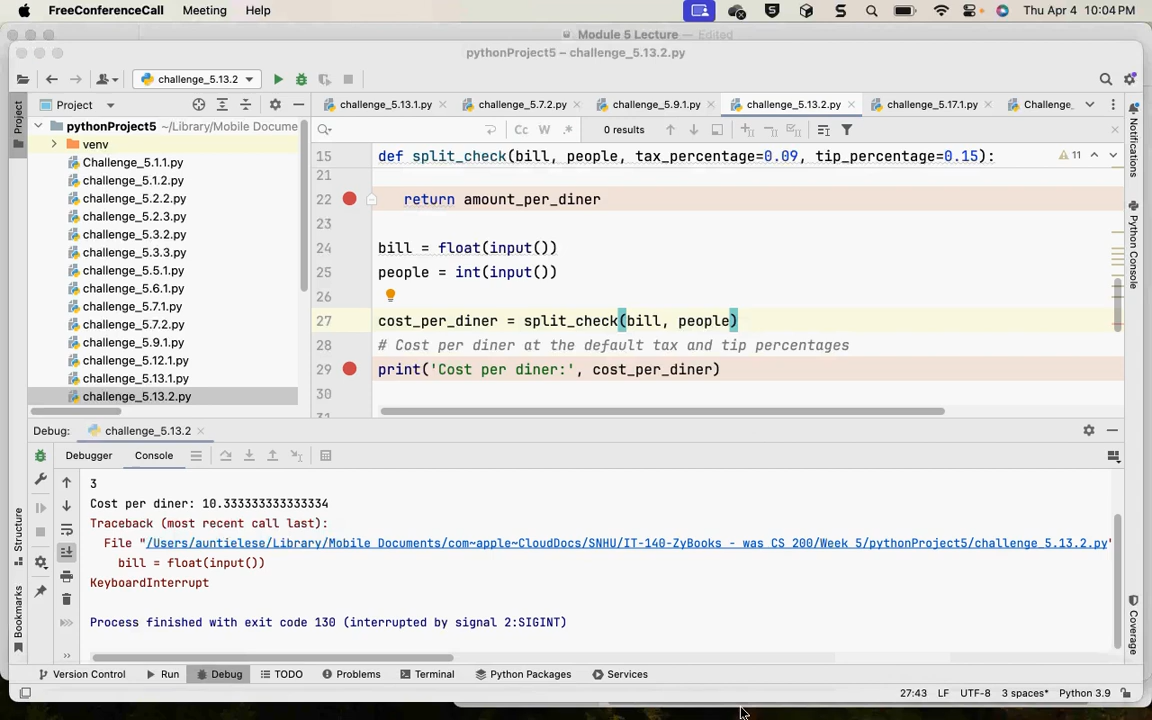 FreeConferenceCall Meeting Help Thu Apr 4 10:04 PM
Module 5 Lecture — Edited
pythonProject5 – challenge_5.13.2.py
challenge_5.13.2
Project
challenge_5.13.1.py challenge_5.7.2.py challenge_5.9.1.py challenge_5.13.2.py challenge_5.17.1.py Challenge_
Cc W .* 0 results
pythonProject5 ~/Library/Mobile Docume
venv
Challenge_5.1.1.py
challenge_5.1.2.py
challenge_5.2.2.py
challenge_5.2.3.py
challenge_5.3.2.py
challenge_5.3.3.py
challenge_5.5.1.py
challenge_5.6.1.py
challenge_5.7.1.py
challenge_5.7.2.py
challenge_5.9.1.py
challenge_5.12.1.py
challenge_5.13.1.py
challenge_5.13.2.py
15 def split_check(bill, people, tax_percentage=0.09, tip_percentage=0.15):
11
21
22 return amount_per_diner
23
24 bill = float(input())
25 people = int(input())
26
27 cost_per_diner = split_check(bill, people)
28 # Cost per diner at the default tax and tip percentages
29 print('Cost per diner:', cost_per_diner)
30
Project
Structure
Bookmarks
Notifications
Python Console
Coverage
Debug: challenge_5.13.2
Debugger Console
3
Cost per diner: 10.333333333333334
Traceback (most recent call last):
File "/Users/auntielese/Library/Mobile Documents/com~apple~CloudDocs/SNHU/IT-140-ZyBooks - was CS 200/Week 5/pythonProject5/challenge_5.13.2.py"
bill = float(input())
KeyboardInterrupt
Process finished with exit code 130 (interrupted by signal 2:SIGINT)
Version Control Run Debug TODO Problems Terminal Python Packages Services
27:43 LF UTF-8 3 spaces* Python 3.9